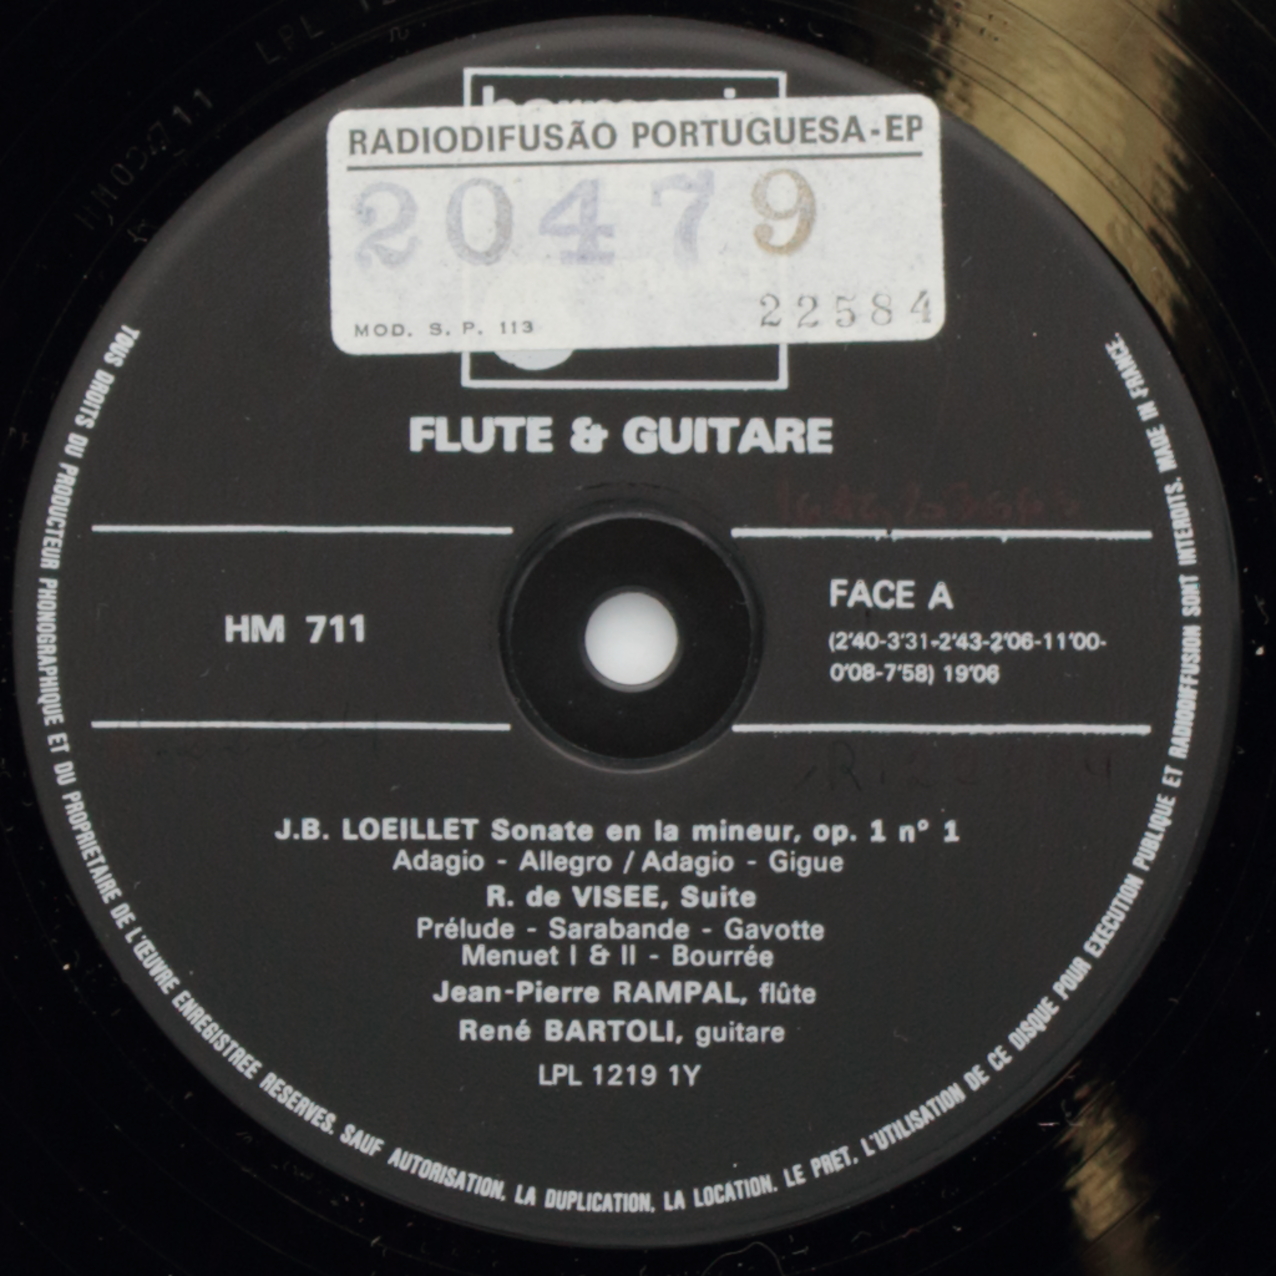 RADIODIFUSÃO PORTUGUESA-EP
20479
MOD. S. P. 113
22584
FLUTE & GUITARE
HM 711
FACE A
(2'40-3'31-2'43-2'06-11'00-
0'08-7'58) 19'06
J.B. LOEILLET Sonate en la mineur, op. 1 n° 1
Adagio - Allegro / Adagio - Gigue
R. de VISEE, Suite
Prélude - Sarabande - Gavotte
Menuet I & II - Bourrée
Jean-Pierre RAMPAL, flûte
René BARTOLI, guitare
LPL 1219 1Y
TOUS DROITS DU PRODUCTEUR PHONOGRAPHIQUE ET DU PROPRIETAIRE DE L'ŒUVRE ENREGISTREE RESERVES. SAUF AUTORISATION, LA DUPLICATION, LA LOCATION, LE PRET, L'UTILISATION DE CE DISQUE POUR EXECUTION PUBLIQUE ET RADIODIFFUSION SONT INTERDITS. MADE IN FRANCE.